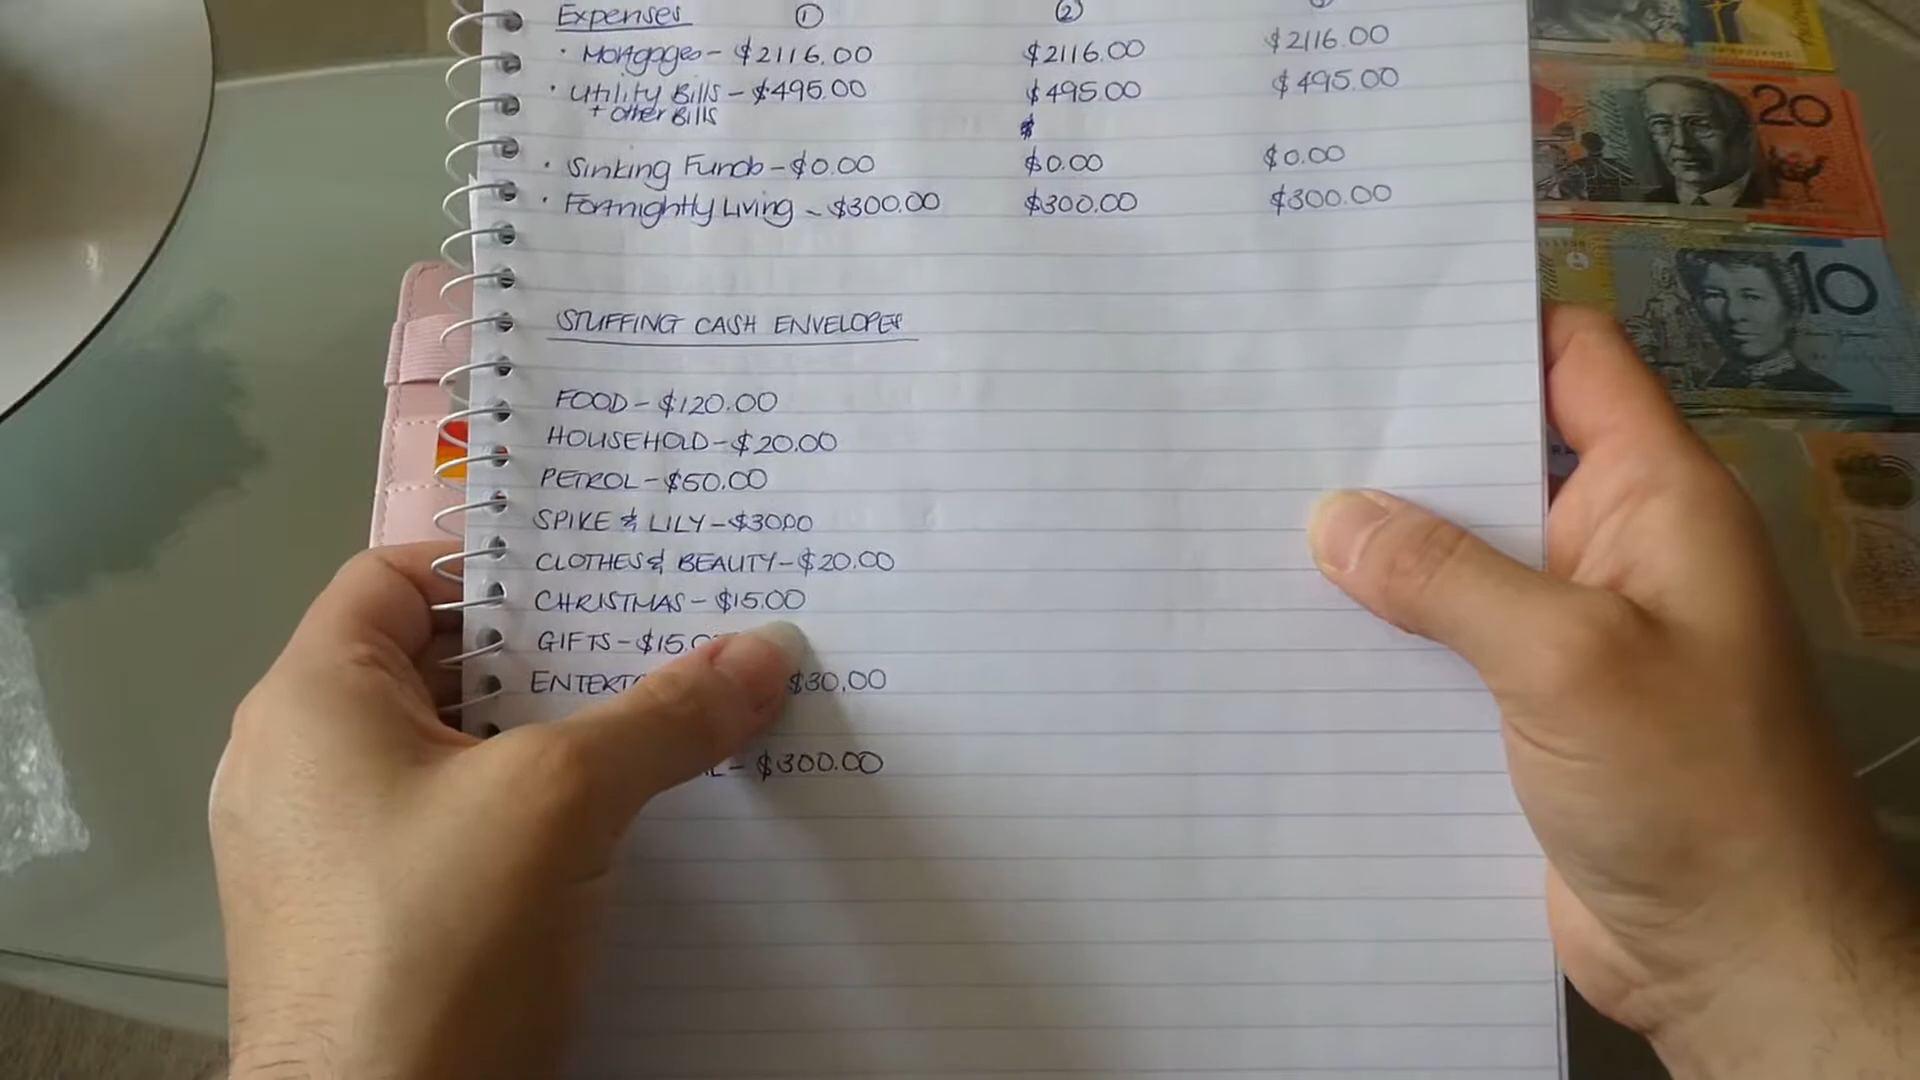 Expenses ① ②
· Mortgages - $2116.00 $2116.00 $2116.00
· Utility Bills - $495.00 $495.00 $495.00
+ other Bills $
· Sinking Funds - $0.00 $0.00 $0.00
· Fortnightly Living - $300.00 $300.00 $300.00
STUFFING CASH ENVELOPES
FOOD - $120.00
HOUSEHOLD - $20.00
PETROL - $50.00
SPIKE & LILY - $30.00
CLOTHES & BEAUTY - $20.00
CHRISTMAS - $15.00
GIFTS - $15.0
$30.00
- $300.00
20
10